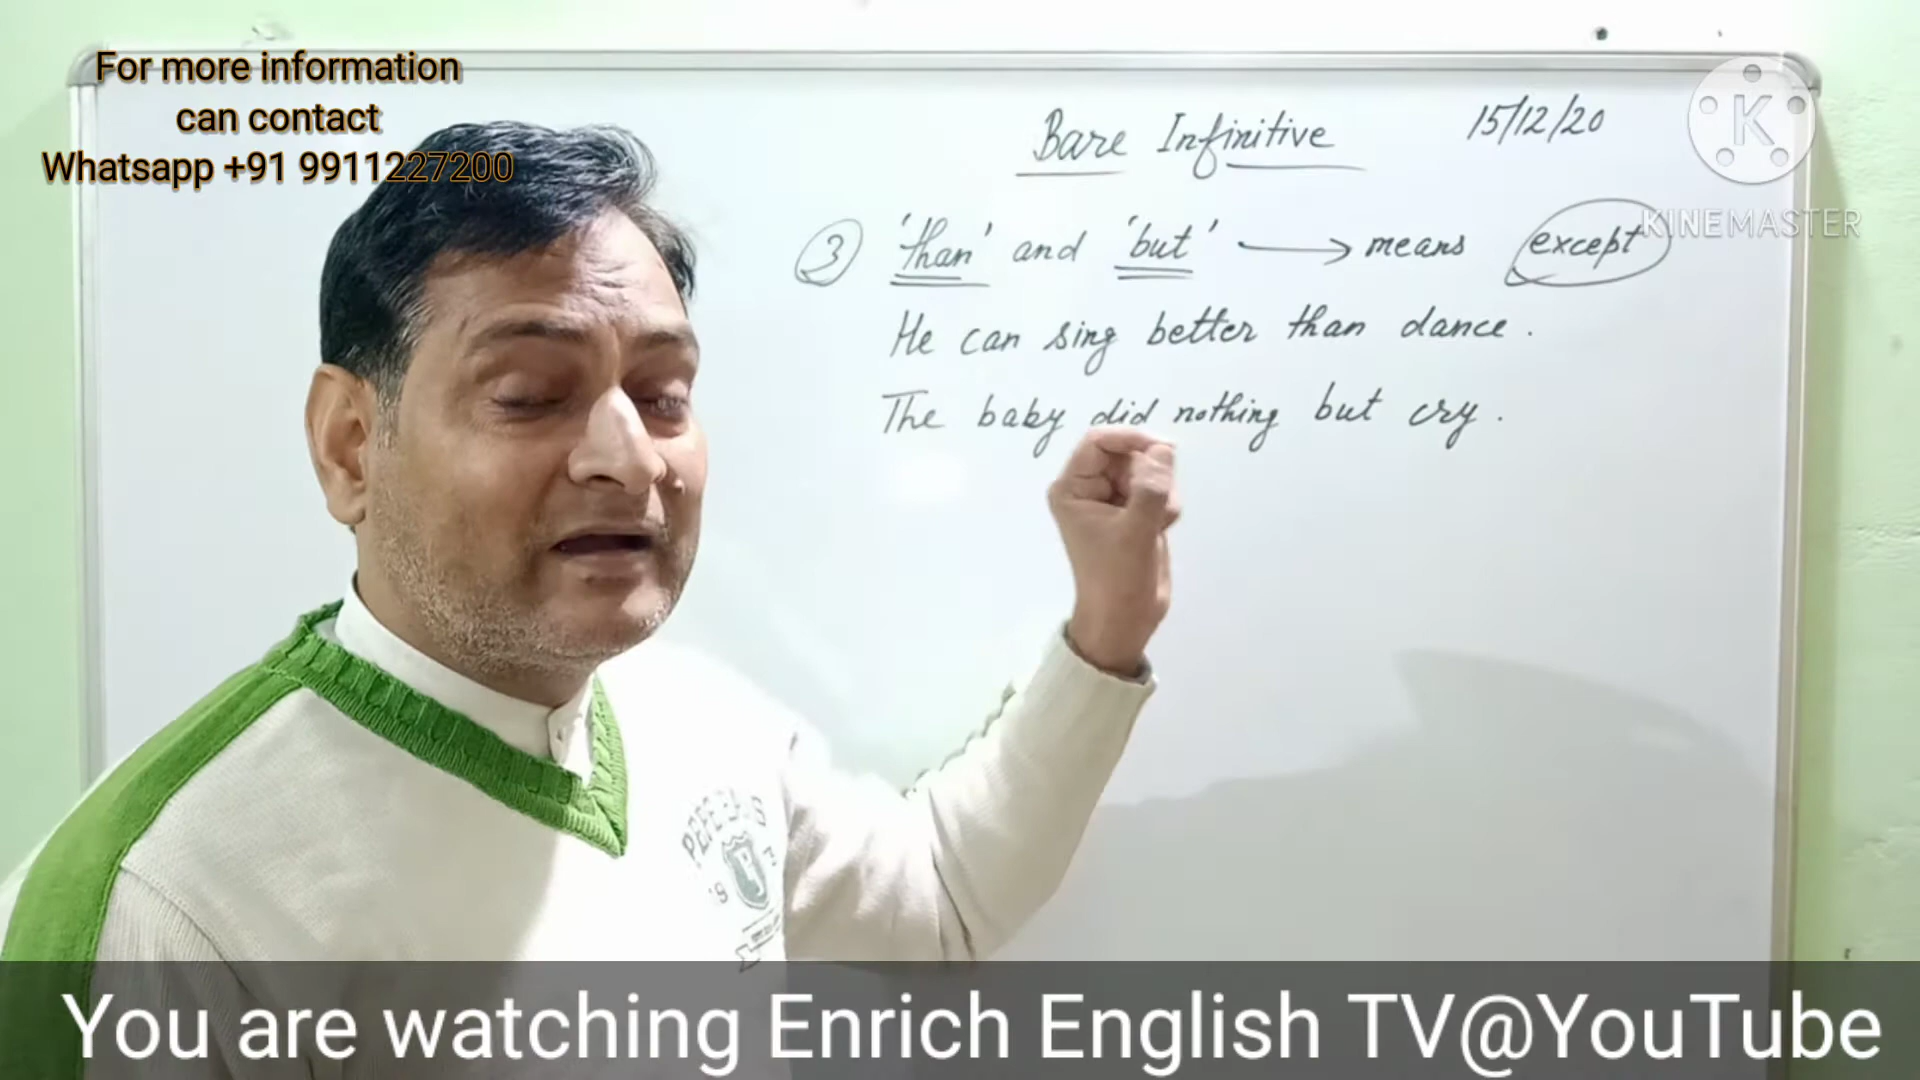 For more information
can contact
Whatsapp +91 9911227200
Bare Infinitive 15/12/20
K
KINEMASTER
3 'than' and 'but' → means except
He can sing better than dance.
The baby did nothing but cry.
You are watching Enrich English TV@YouTube